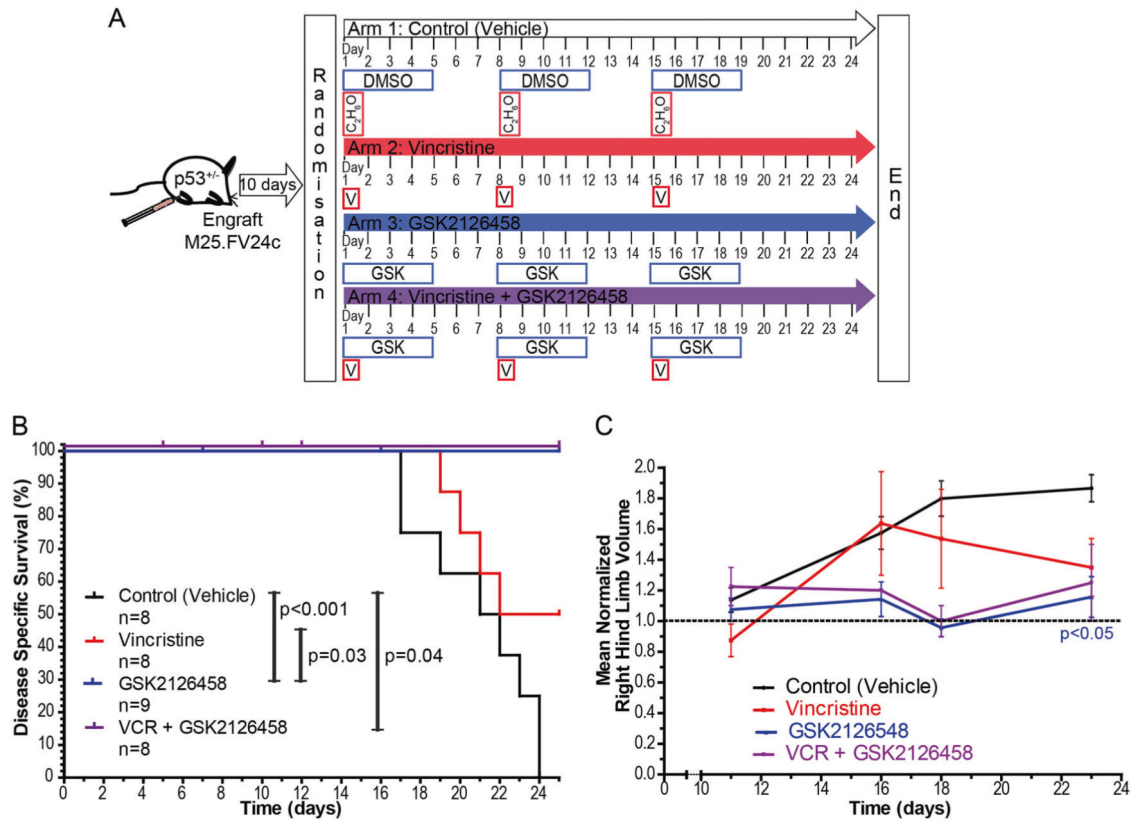 A
Randomisation
Arm 1: Control (Vehicle)
Day
1 2 3 4 5 6 7 8 9 10 11 12 13 14 15 16 17 18 19 20 21 22 23 24
DMSO DMSO DMSO
C2H6O C2H6O C2H6O
Arm 2: Vincristine
Day
1 2 3 4 5 6 7 8 9 10 11 12 13 14 15 16 17 18 19 20 21 22 23 24
V V V
p53+/-
10 days
Engraft
M25.FV24c
Arm 3: GSK2126458
Day
1 2 3 4 5 6 7 8 9 10 11 12 13 14 15 16 17 18 19 20 21 22 23 24
GSK GSK GSK
Arm 4: Vincristine + GSK2126458
Day
1 2 3 4 5 6 7 8 9 10 11 12 13 14 15 16 17 18 19 20 21 22 23 24
GSK GSK GSK
V V V
End
B
Disease Specific Survival (%)
100
90
80
70
60
50
40
30
20
10
0
Control (Vehicle)
n=8
Vincristine
n=8
GSK2126458
n=9
VCR + GSK2126458
n=8
p<0.001
p=0.03
p=0.04
0 2 4 6 8 10 12 14 16 18 20 22 24
Time (days)
C
Mean Normalized
Right Hind Limb Volume
2.0
1.8
1.6
1.4
1.2
1.0
0.8
0.6
0.4
0.2
0.0
p<0.05
Control (Vehicle)
Vincristine
GSK2126548
VCR + GSK2126458
0 10 12 14 16 18 20 22 24
Time (days)